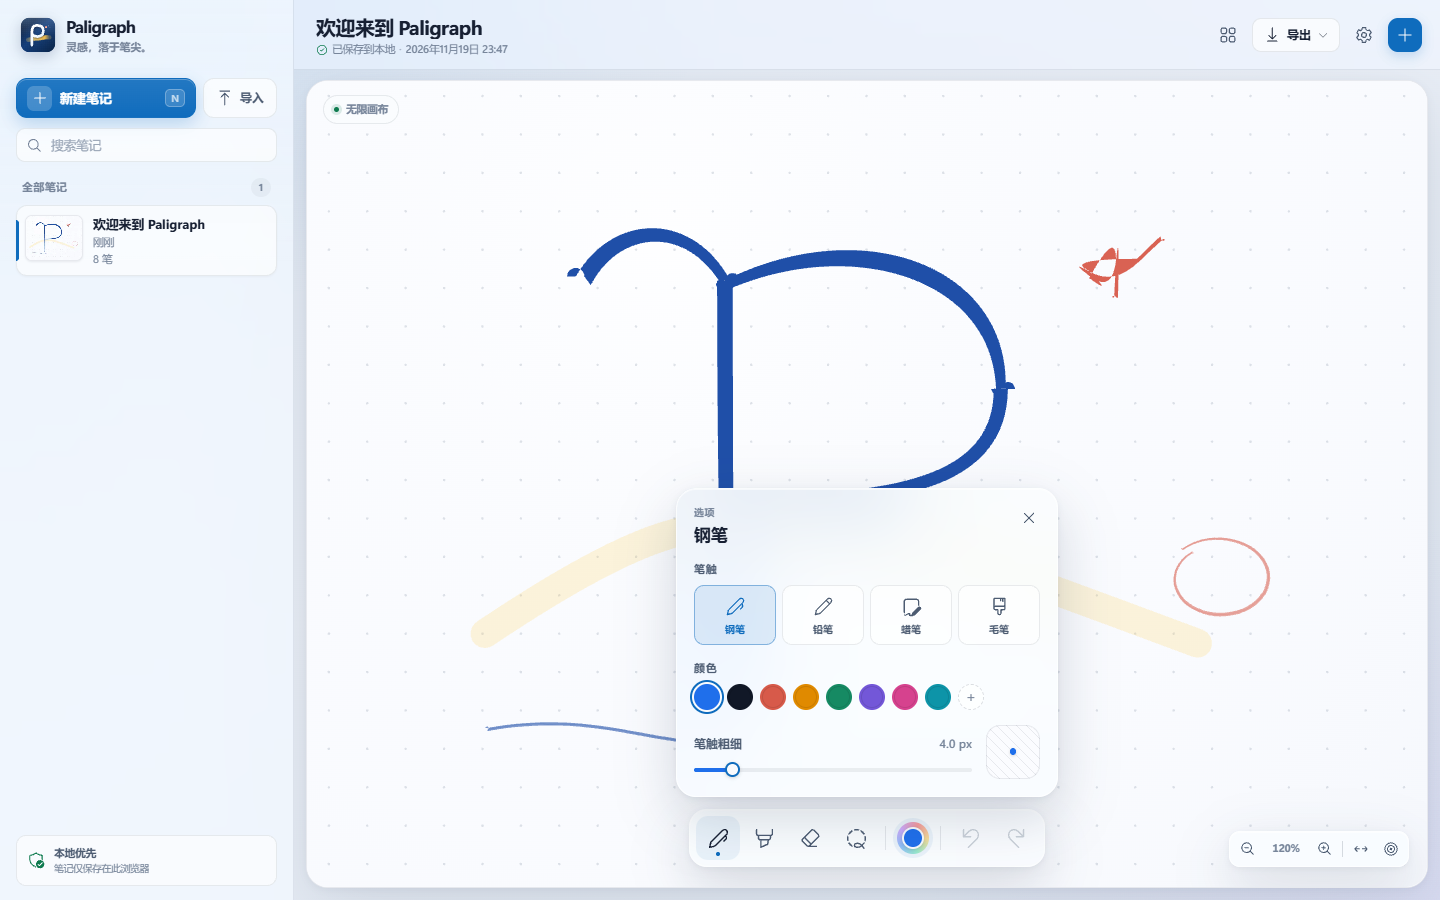 Paligraph
灵感，落于笔尖。
新建笔记 N
导入
搜索笔记
全部笔记 1
欢迎来到 Paligraph
刚刚
8 笔
本地优先
笔记仅保存在此浏览器
欢迎来到 Paligraph
已保存到本地 · 2026年11月19日 23:47
导出
无限画布
选项
钢笔
笔触
钢笔
铅笔
蜡笔
毛笔
颜色
笔触粗细 4.0 px
120%